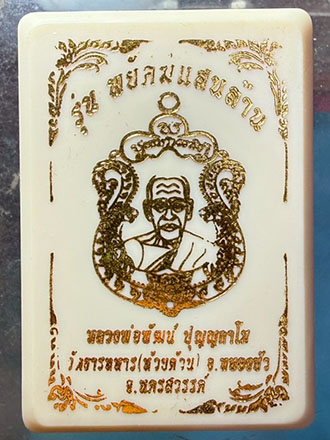 รุ่น พยัคฆ์แสนล้าน
หลวงพ่อพัฒน์ ปุญญกาโม
วัดธารทหาร(ห้วยด้วน) อ.หนองบัว
จ.นครสวรรค์